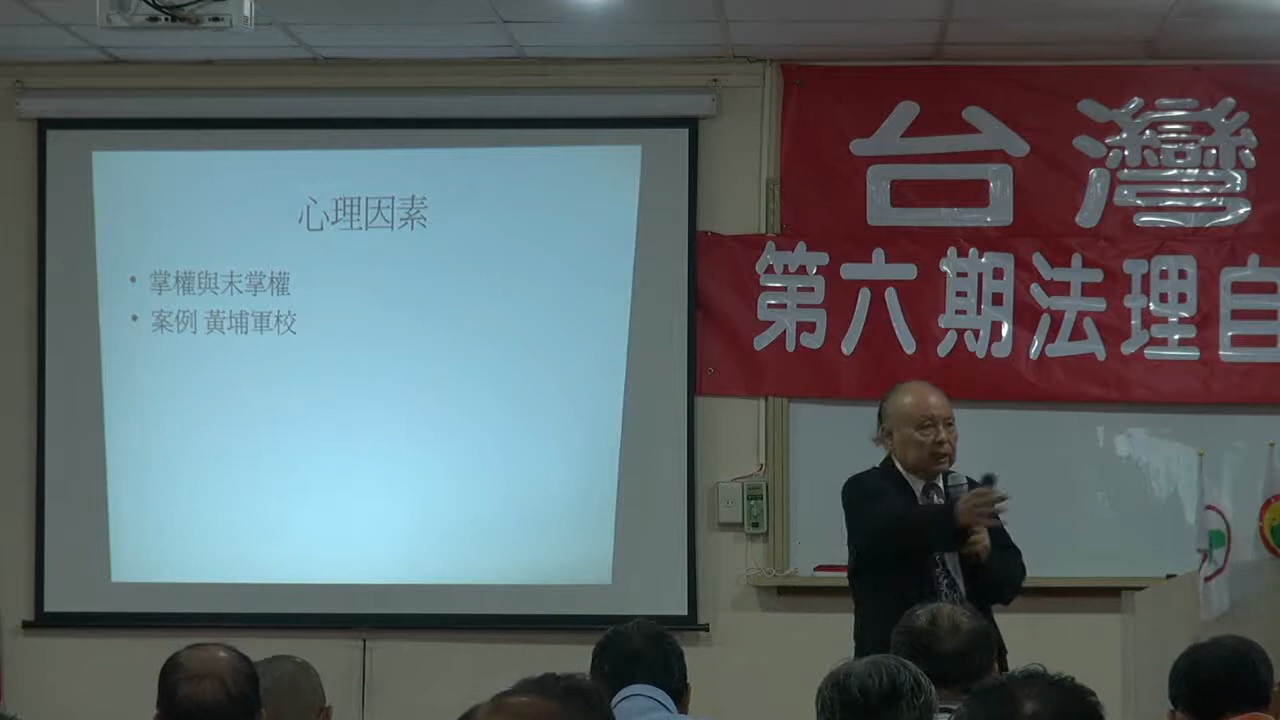 心理因素
• 掌權與未掌權
• 案例 黃埔軍校
台灣
第六期法理自